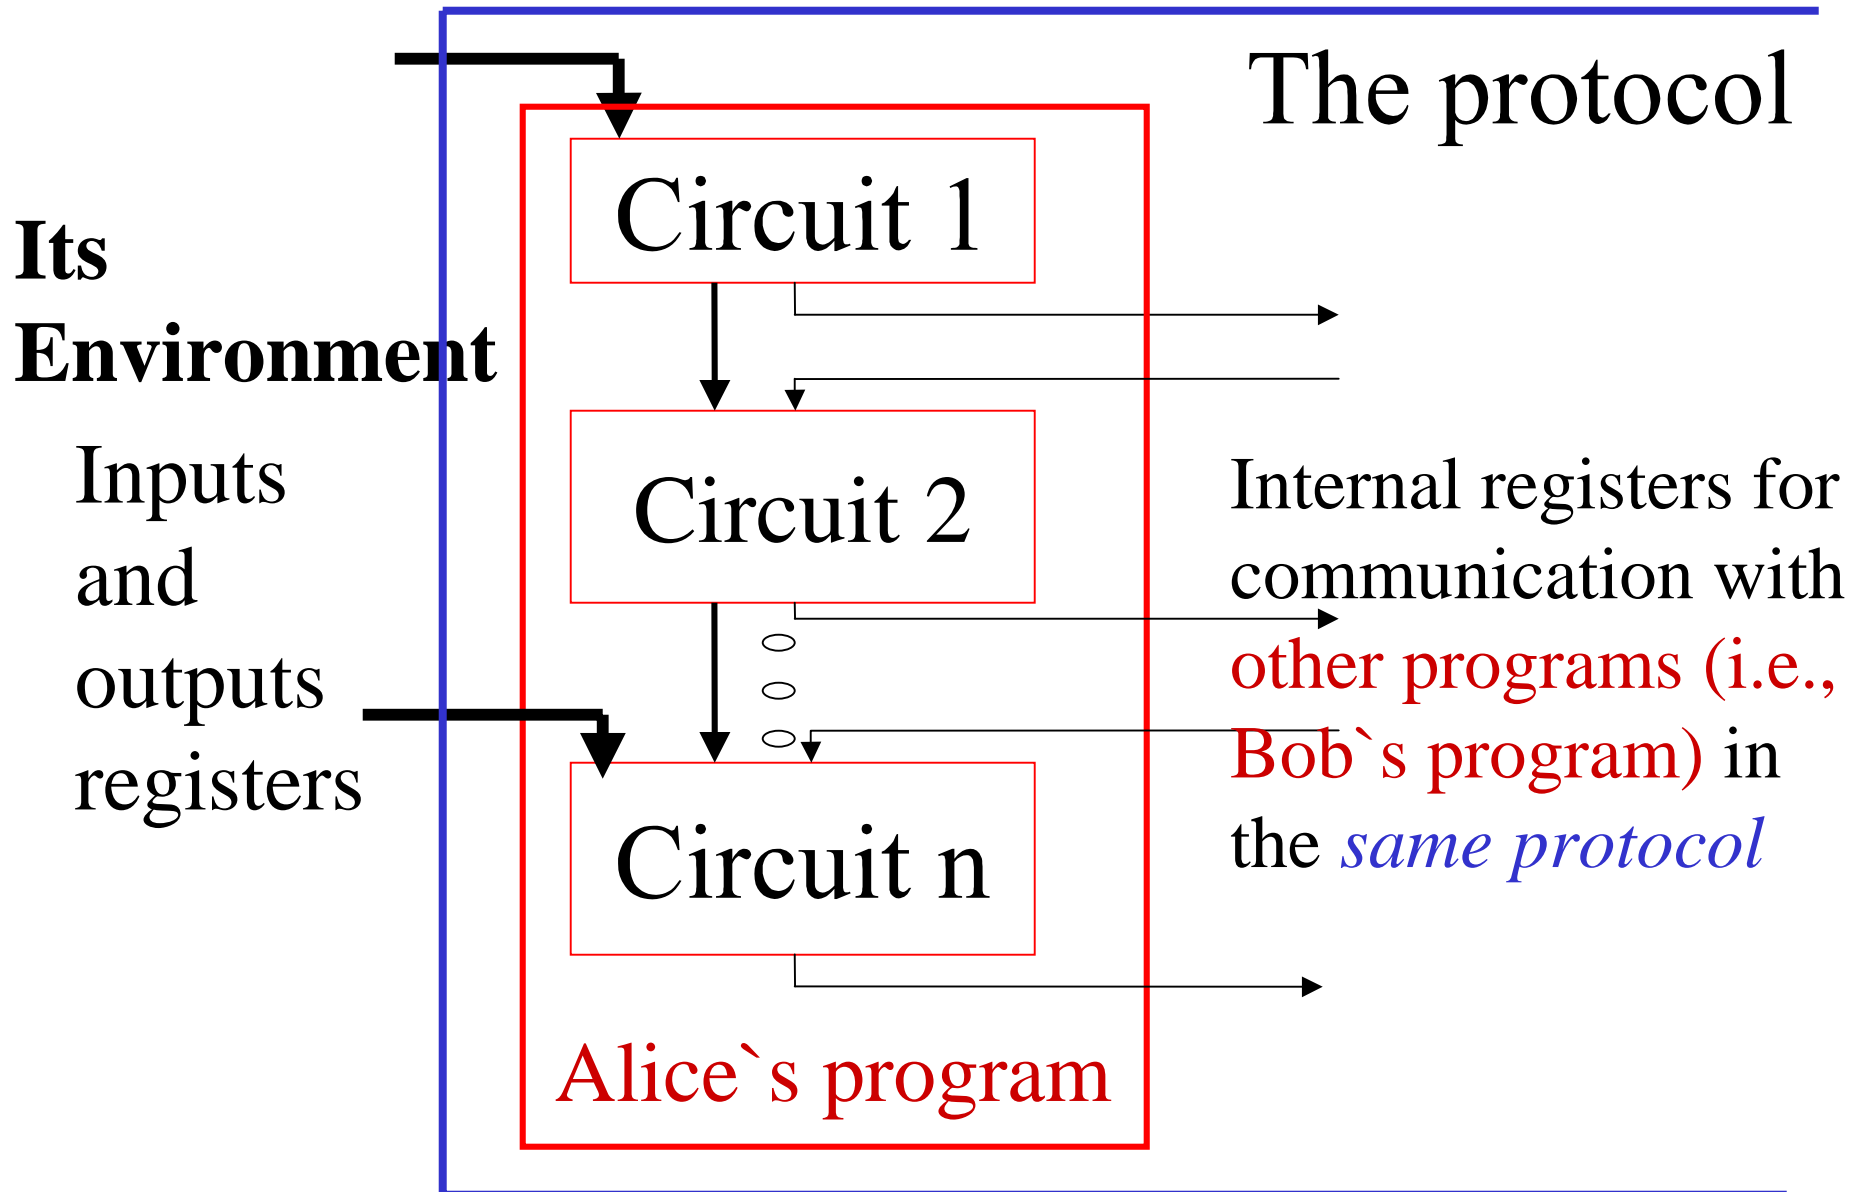 The protocol
Circuit 1
Its
Environment
Inputs
and
outputs
registers
Circuit 2
Internal registers for
communication with
other programs (i.e.,
Bob`s program) in
the same protocol
Circuit n
Alice`s program